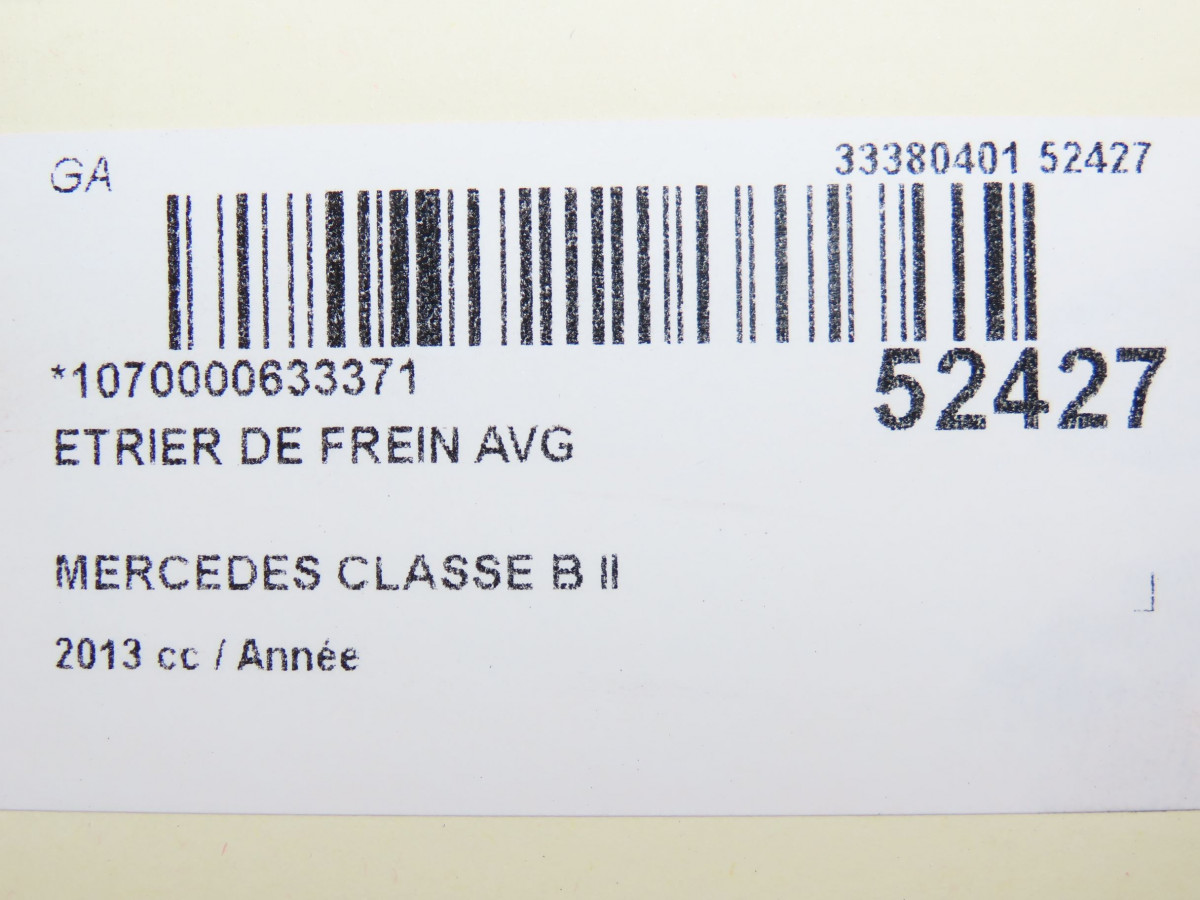 GA
33380401 52427
*1070000633371
52427
ETRIER DE FREIN AVG
MERCEDES CLASSE B II
2013 cc / Année